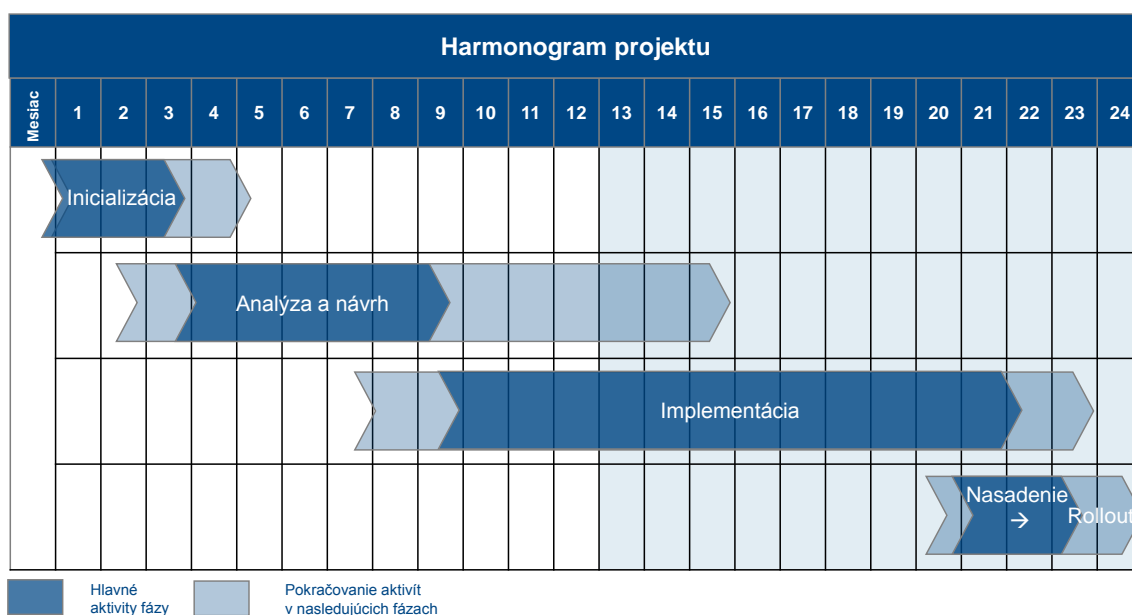 Harmonogram projektu
Mesiac 1 2 3 4 5 6 7 8 9 10 11 12 13 14 15 16 17 18 19 20 21 22 23 24
Inicializácia
Analýza a návrh
Implementácia
Nasadenie
→ Rollout
Hlavné
aktivity fázy
Pokračovanie aktivít
v nasledujúcich fázach